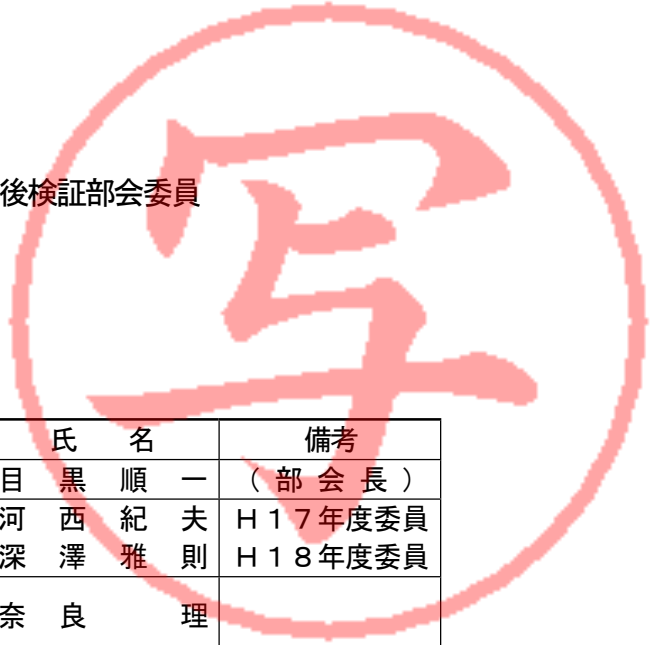 後検証部会委員
写
氏 名 備考
目 黒 順 一 （ 部 会 長 ）
河 西 紀 夫 Ｈ１７年度委員
深 澤 雅 則 Ｈ１８年度委員
奈 良 理